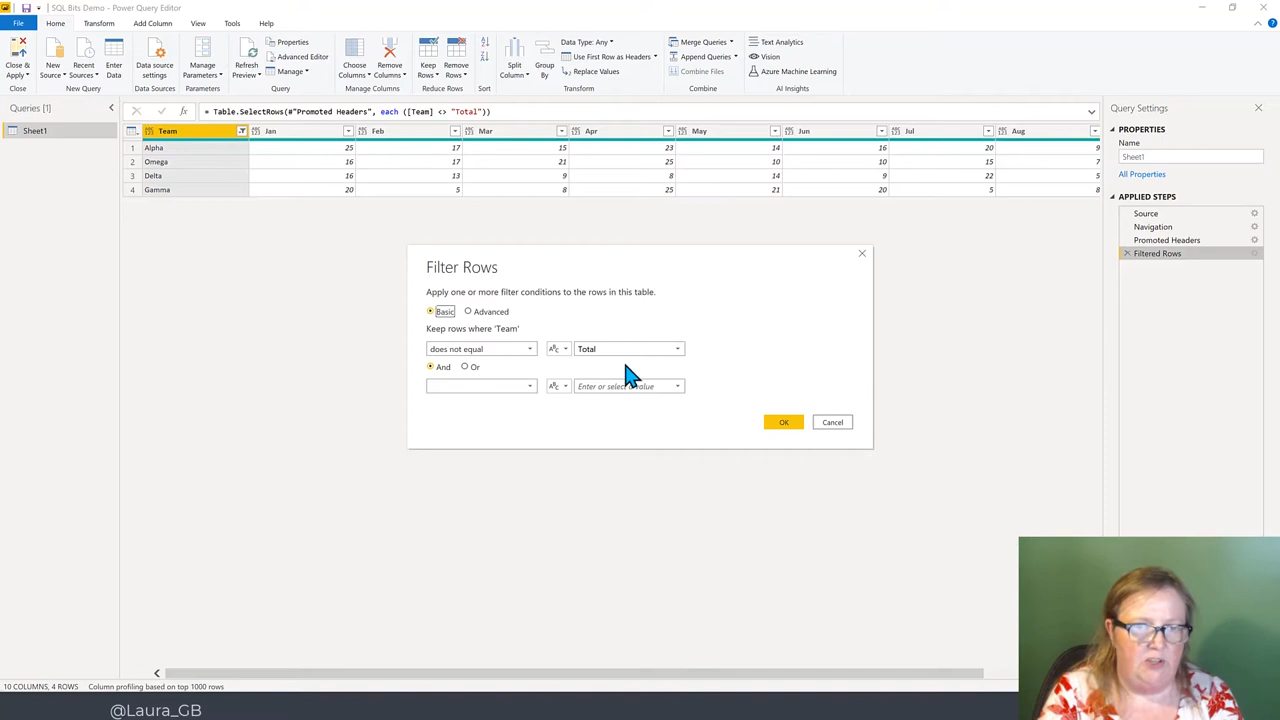 SQL Bits Demo - Power Query Editor
File Home Transform Add Column View Tools Help
Close & Apply
New Source
Recent Sources
Enter Data
Data source settings
Manage Parameters
Refresh Preview
Properties
Advanced Editor
Manage
Choose Columns
Remove Columns
Keep Rows
Remove Rows
Split Column
Group By
Data Type: Any
Use First Row as Headers
Replace Values
Merge Queries
Append Queries
Combine Files
Text Analytics
Vision
Azure Machine Learning
Close New Query Data Sources Parameters Query Manage Columns Reduce Rows Sort Transform Combine AI Insights
Queries [1]
Sheet1
= Table.SelectRows(#"Promoted Headers", each ([Team] <> "Total"))
Team Jan Feb Mar Apr May Jun Jul Aug
1 Alpha 25 17 15 23 14 16 20 9
2 Omega 16 17 21 25 10 10 15 7
3 Delta 16 13 9 8 14 9 22 5
4 Gamma 20 5 8 25 21 20 5 8
Filter Rows
Apply one or more filter conditions to the rows in this table.
Basic Advanced
Keep rows where 'Team'
does not equal ABC Total
And Or
ABC Enter or select a value
OK Cancel
Query Settings
PROPERTIES
Name
Sheet1
All Properties
APPLIED STEPS
Source
Navigation
Promoted Headers
Filtered Rows
10 COLUMNS, 4 ROWS Column profiling based on top 1000 rows
@Laura_GB